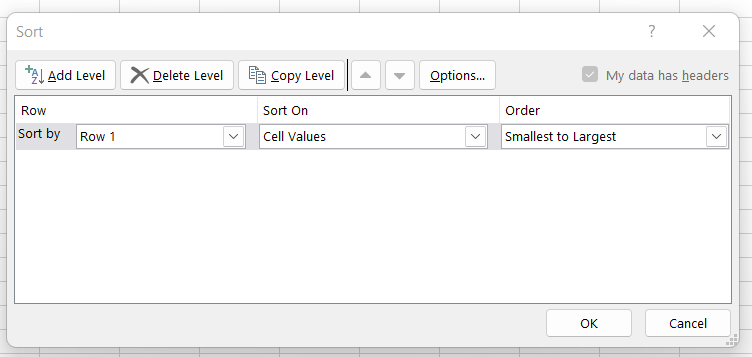 Sort
?
Add Level Delete Level Copy Level Options... My data has headers
Row Sort On Order
Sort by Row 1 Cell Values Smallest to Largest
OK Cancel